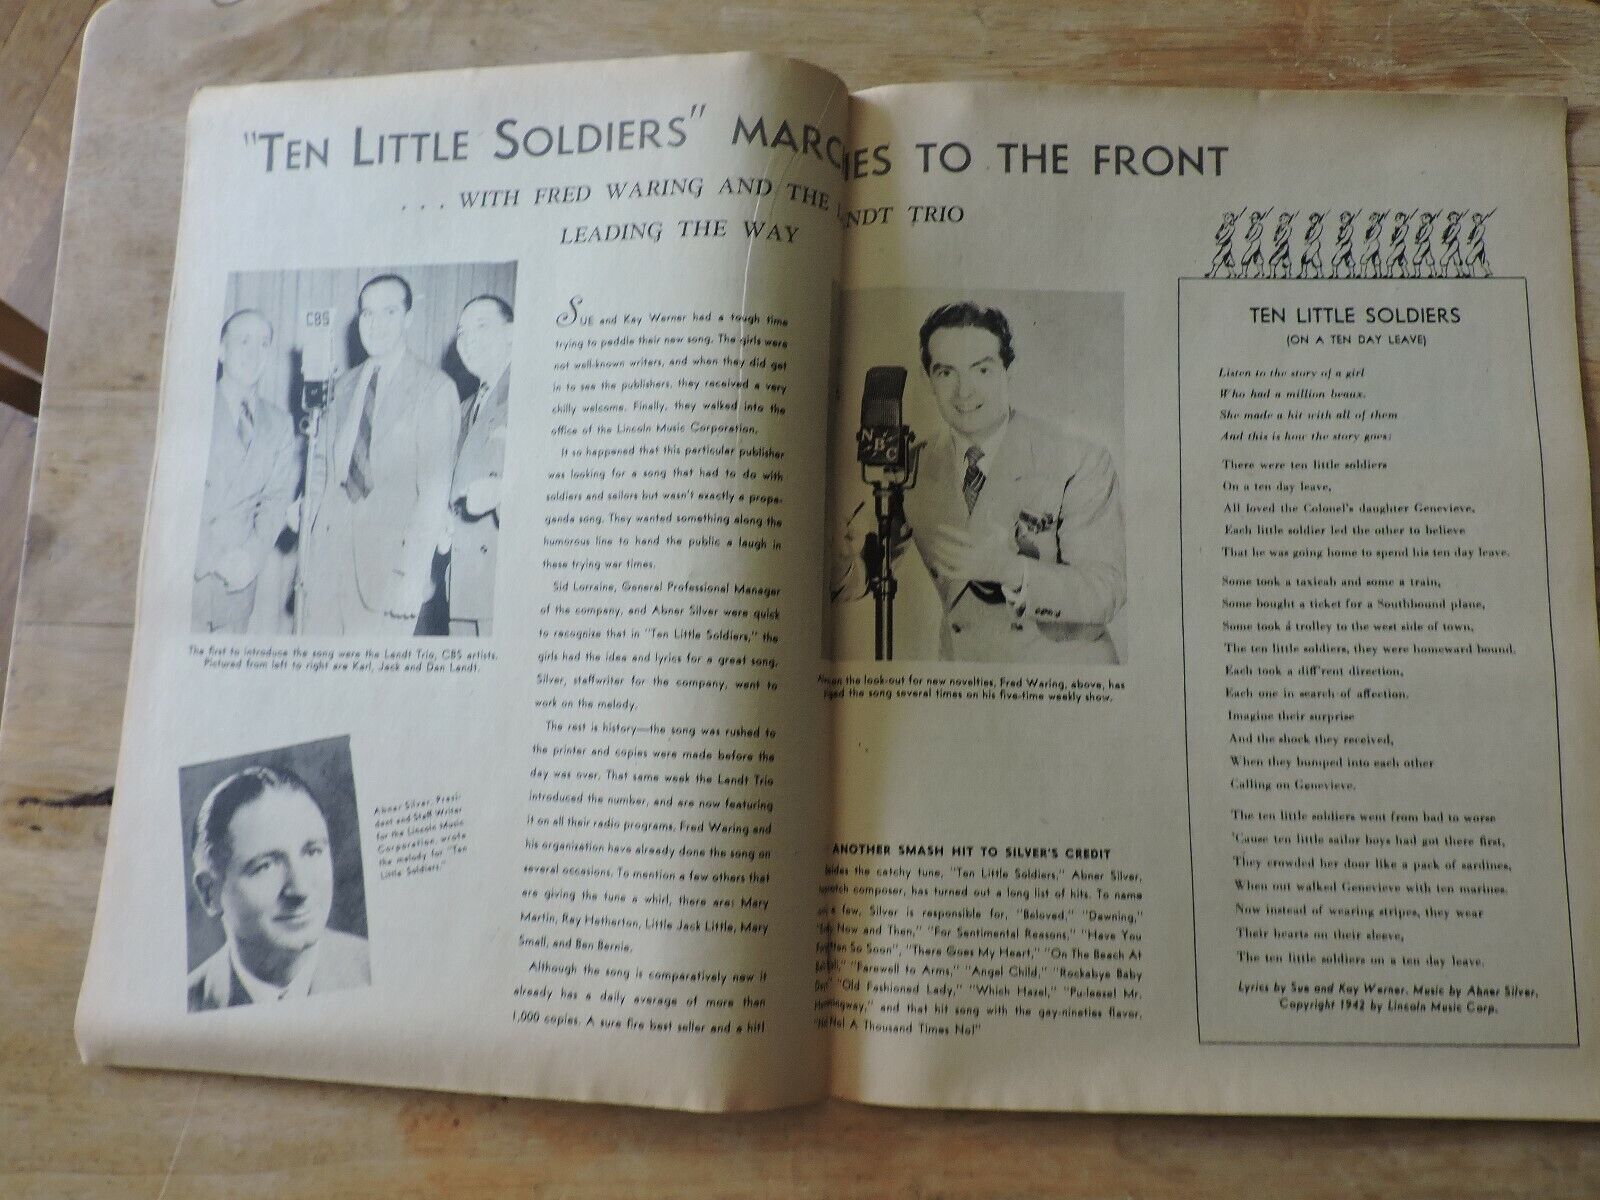 "TEN LITTLE SOLDIERS" MARCHES TO THE FRONT
. . . WITH FRED WARING AND THE LANDT TRIO
LEADING THE WAY
CBS
The first to introduce the song were the Landt Trio, CBS artists.
Pictured from left to right are Karl, Jack and Dan Landt.
Abner Silver, Presi-
dent and Staff Writer
for the Lincoln Music
Corporation, wrote
the melody for "Ten
Little Soldiers."
SUE and Kay Werner had a tough time
trying to peddle their new song. The girls were
not well-known writers, and when they did get
in to see the publishers, they received a very
chilly welcome. Finally, they walked into the
office of the Lincoln Music Corporation.
It so happened that this particular publisher
was looking for a song that had to do with
soldiers and sailors but wasn't exactly a propa-
ganda song. They wanted something along the
humorous line to hand the public a laugh in
these trying war times.
Sid Lorraine, General Professional Manager
of the company, and Abner Silver were quick
to recognize that in "Ten Little Soldiers," the
girls had the idea and lyrics for a great song.
Silver, staffwriter for the company, went to
work on the melody.
The rest is history—the song was rushed to
the printer and copies were made before the
day was over. That same week the Landt Trio
introduced the number, and are now featuring
it on all their radio programs. Fred Waring and
his organization have already done the song on
several occasions. To mention a few others that
are giving the tune a whirl, there are: Mary
Martin, Ray Hetherton, Little Jack Little, Mary
Small, and Ben Bernie.
Although the song is comparatively new it
already has a daily average of more than
1,000 copies. A sure fire best seller and a hit!
NBC
on the look-out for new novelties, Fred Waring, above, has
the song several times on his five-time weekly show.
ANOTHER SMASH HIT TO SILVER'S CREDIT
the catchy tune, "Ten Little Soldiers," Abner Silver,
composer, has turned out a long list of hits. To name
a few, Silver is responsible for, "Beloved," "Dawning,"
Now and Then," "For Sentimental Reasons," "Have You
So Soon", "There Goes My Heart," "On The Beach At
"Farewell to Arms," "Angel Child," "Rockabye Baby
"Old Fashioned Lady," "Which Hazel," "Pu-leeze! Mr.
and that hit song with the gay-nineties flavor,
No! A Thousand Times No!"
TEN LITTLE SOLDIERS
(ON A TEN DAY LEAVE)
Listen to the story of a girl
Who had a million beaux.
She made a hit with all of them
And this is how the story goes:
There were ten little soldiers
On a ten day leave,
All loved the Colonel's daughter Genevieve,
Each little soldier led the other to believe
That he was going home to spend his ten day leave.
Some took a taxicab and some a train,
Some bought a ticket for a Southbound plane,
Some took a trolley to the west side of town,
The ten little soldiers, they were homeward bound.
Each took a diff'rent direction,
Each one in search of affection.
Imagine their surprise
And the shock they received,
When they bumped into each other
Calling on Genevieve.
The ten little soldiers went from bad to worse
'Cause ten little sailor boys had got there first,
They crowded her door like a pack of sardines,
When out walked Genevieve with ten marines.
Now instead of wearing stripes, they wear
Their hearts on their sleeve,
The ten little soldiers on a ten day leave.
Lyrics by Sue and Kay Werner. Music by Abner Silver.
Copyright 1942 by Lincoln Music Corp.